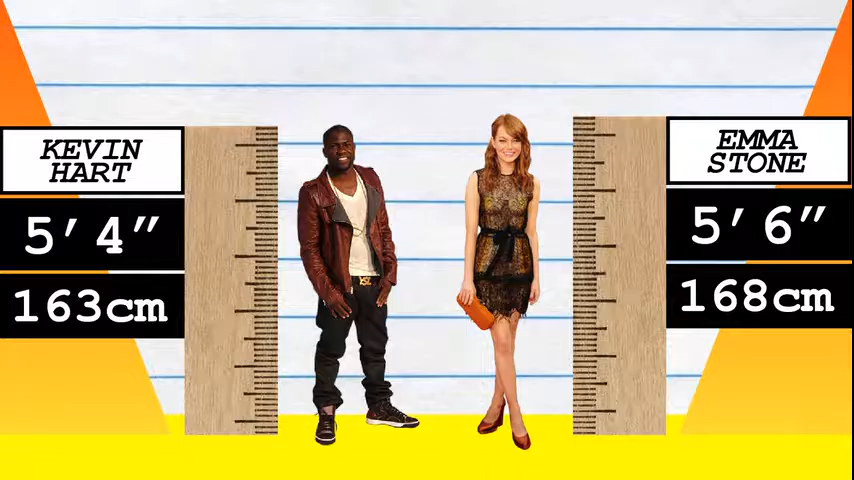 KEVIN
HART
5’4”
163cm
EMMA
STONE
5’6”
168cm